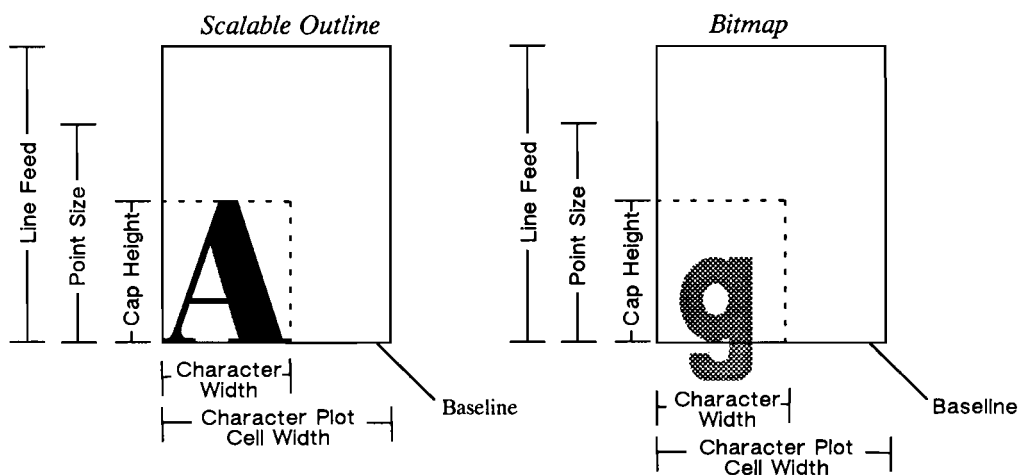 Scalable Outline
Line Feed
Point Size
Cap Height
A
Character
Width
Character Plot
Cell Width
Baseline
Bitmap
Line Feed
Point Size
Cap Height
g
Character
Width
Character Plot
Cell Width
Baseline